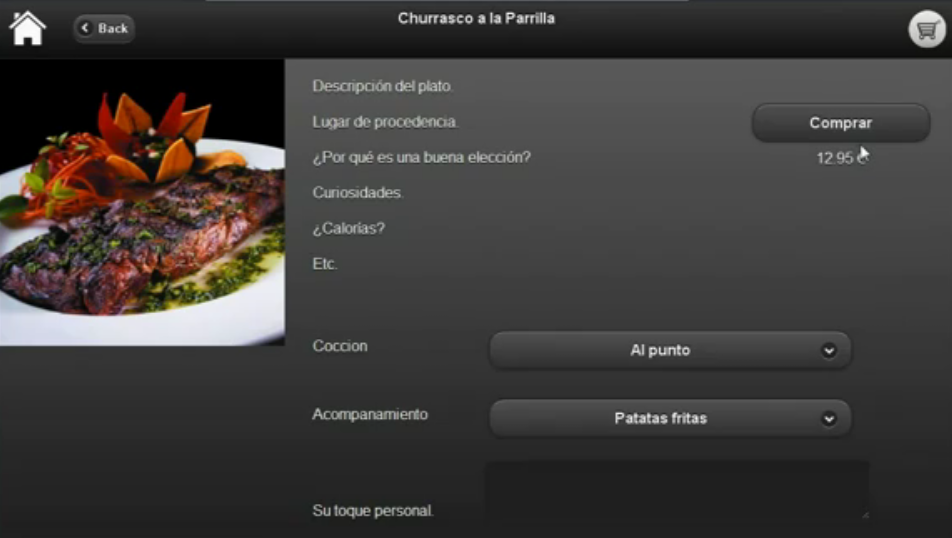 Back
Churrasco a la Parrilla
Descripción del plato.
Lugar de procedencia.
Comprar
¿Por qué es una buena elección?
12.95 €
Curiosidades.
¿Calorías?
Etc.
Coccion
Al punto
Acompanamiento
Patatas fritas
Su toque personal.